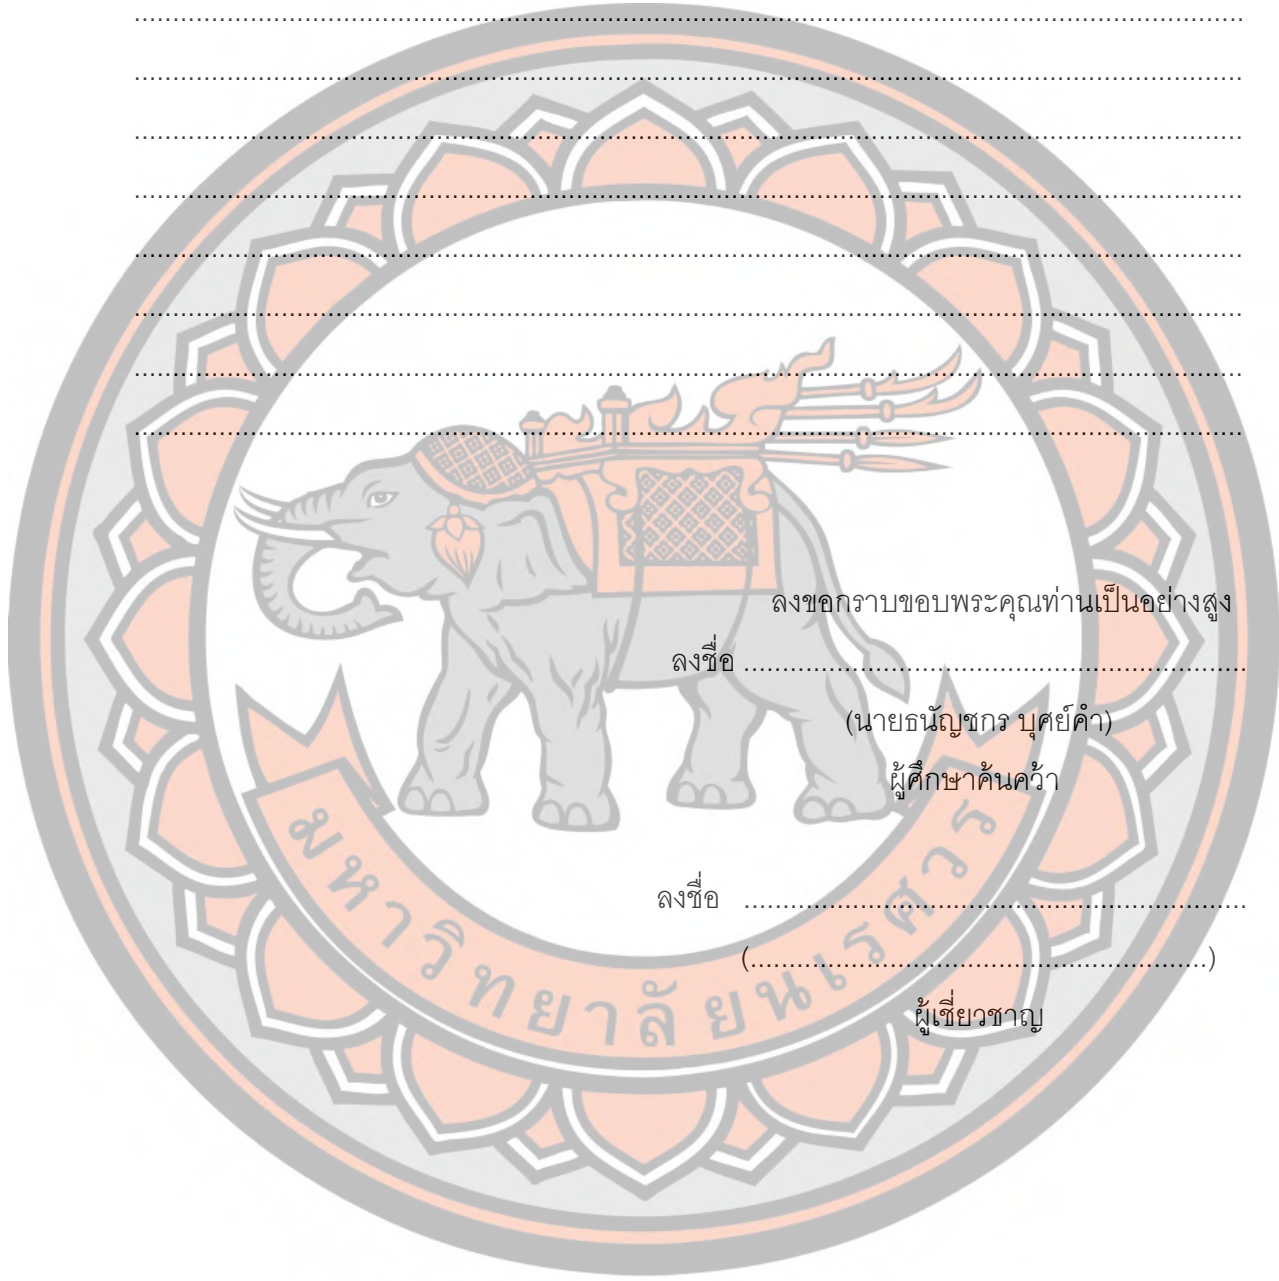 ........................................................................................................................................
........................................................................................................................................
........................................................................................................................................
........................................................................................................................................
........................................................................................................................................
........................................................................................................................................
........................................................................................................................................
........................................................................................................................................
ลงขอกราบขอบพระคุณท่านเป็นอย่างสูง
ลงชื่อ ................................................................
(นายธนัญชกร บุศย์คำ)
ผู้ศึกษาค้นคว้า
ลงชื่อ ................................................................
(..........................................................)
ผู้เชี่ยวชาญ
มหาวิทยาลัยนเรศวร